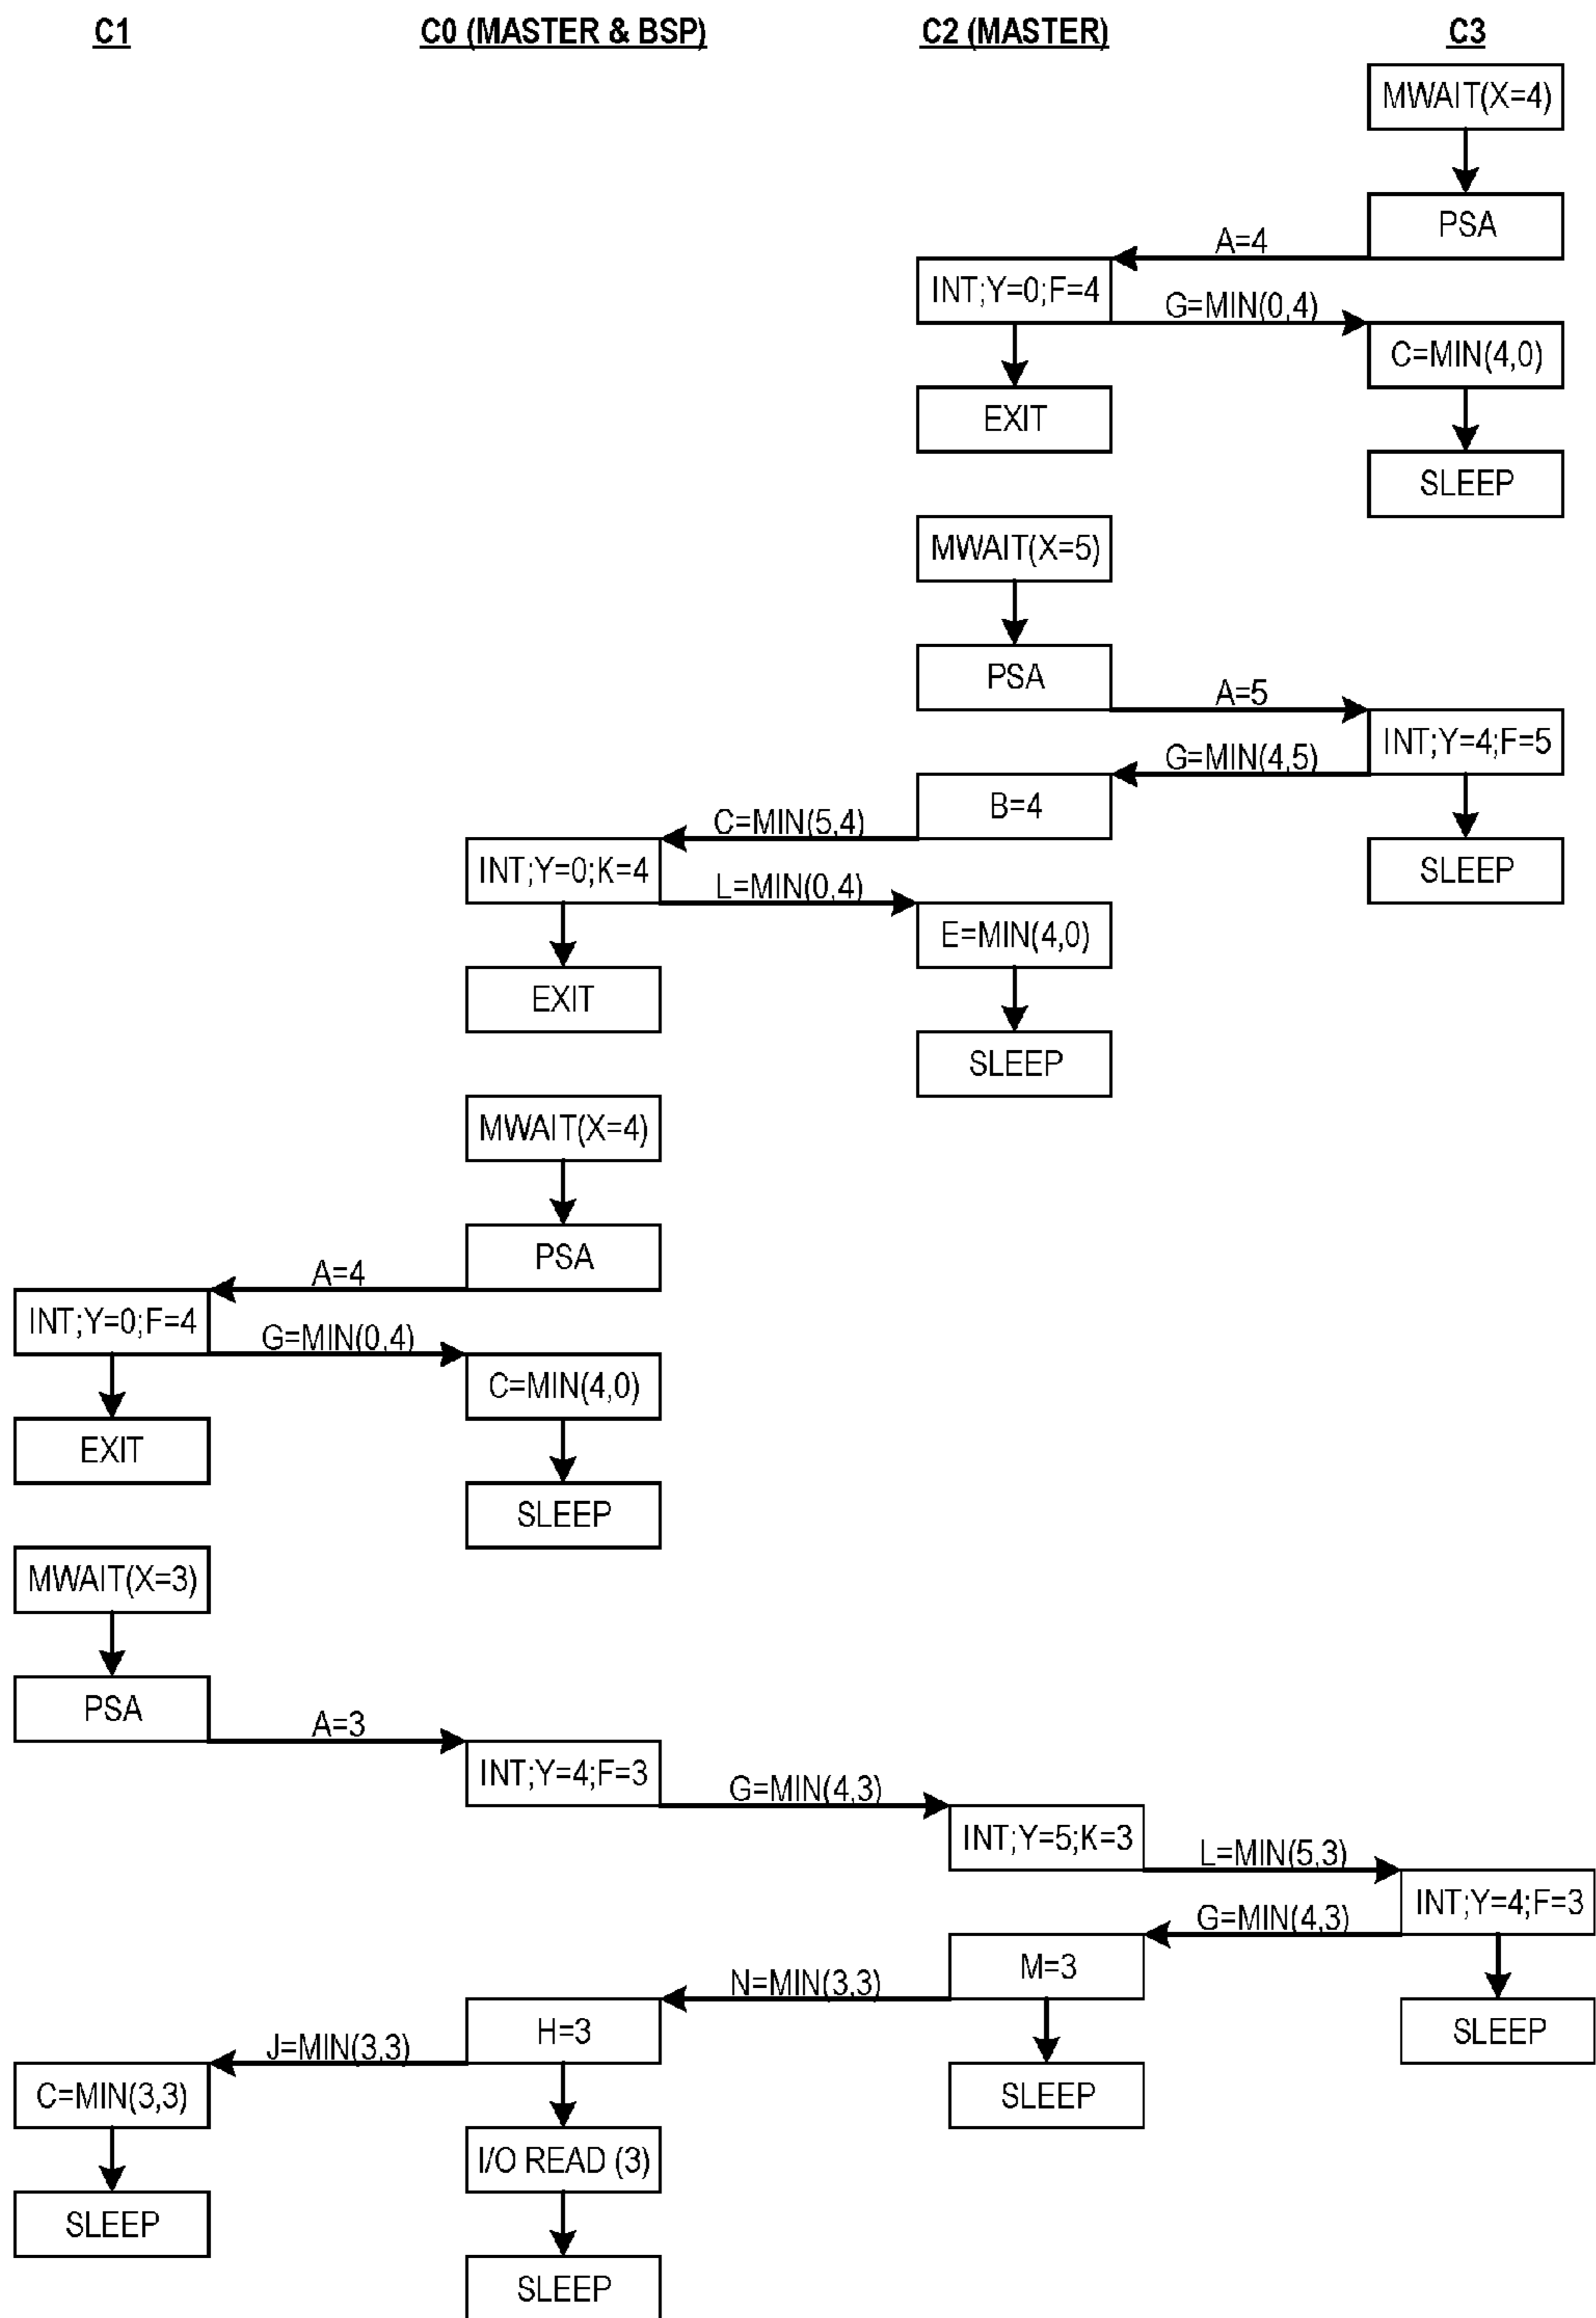 C1
C0 (MASTER & BSP)
C2 (MASTER)
C3
MWAIT(X=4)
PSA
A=4
INT;Y=0;F=4
G=MIN(0,4)
C=MIN(4,0)
EXIT
SLEEP
MWAIT(X=5)
PSA
A=5
INT;Y=4;F=5
G=MIN(4,5)
B=4
C=MIN(5,4)
INT;Y=0;K=4
SLEEP
L=MIN(0,4)
E=MIN(4,0)
EXIT
SLEEP
MWAIT(X=4)
PSA
A=4
INT;Y=0;F=4
G=MIN(0,4)
C=MIN(4,0)
EXIT
SLEEP
MWAIT(X=3)
PSA
A=3
INT;Y=4;F=3
G=MIN(4,3)
INT;Y=5;K=3
L=MIN(5,3)
INT;Y=4;F=3
G=MIN(4,3)
M=3
N=MIN(3,3)
H=3
SLEEP
J=MIN(3,3)
C=MIN(3,3)
SLEEP
I/O READ (3)
SLEEP
SLEEP